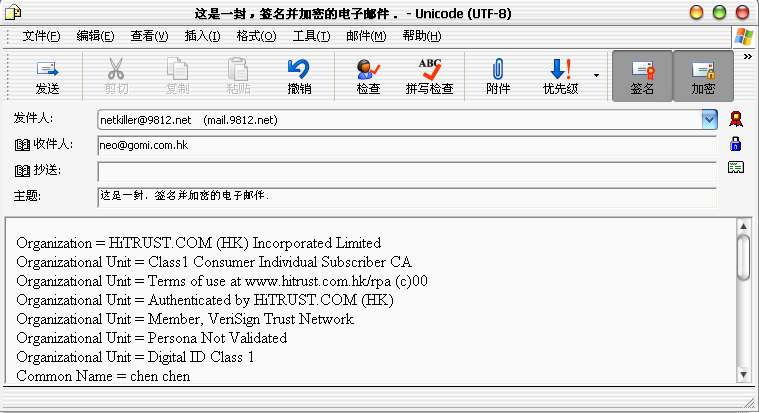 这是一封，签名并加密的电子邮件． - Unicode (UTF-8)
文件(F) 编辑(E) 查看(V) 插入(I) 格式(O) 工具(T) 邮件(M) 帮助(H)
ABC
发送 剪切 复制 粘贴 撤销 检查 拼写检查 附件 优先级 签名 加密
发件人: netkiller@9812.net (mail.9812.net)
收件人: neo@gomi.com.hk
抄送:
主题: 这是一封．签名并加密的电子邮件．
Organization = HiTRUST.COM (HK) Incorporated Limited
Organizational Unit = Class1 Consumer Individual Subscriber CA
Organizational Unit = Terms of use at www.hitrust.com.hk/rpa (c)00
Organizational Unit = Authenticated by HiTRUST.COM (HK)
Organizational Unit = Member, VeriSign Trust Network
Organizational Unit = Persona Not Validated
Organizational Unit = Digital ID Class 1
Common Name = chen chen